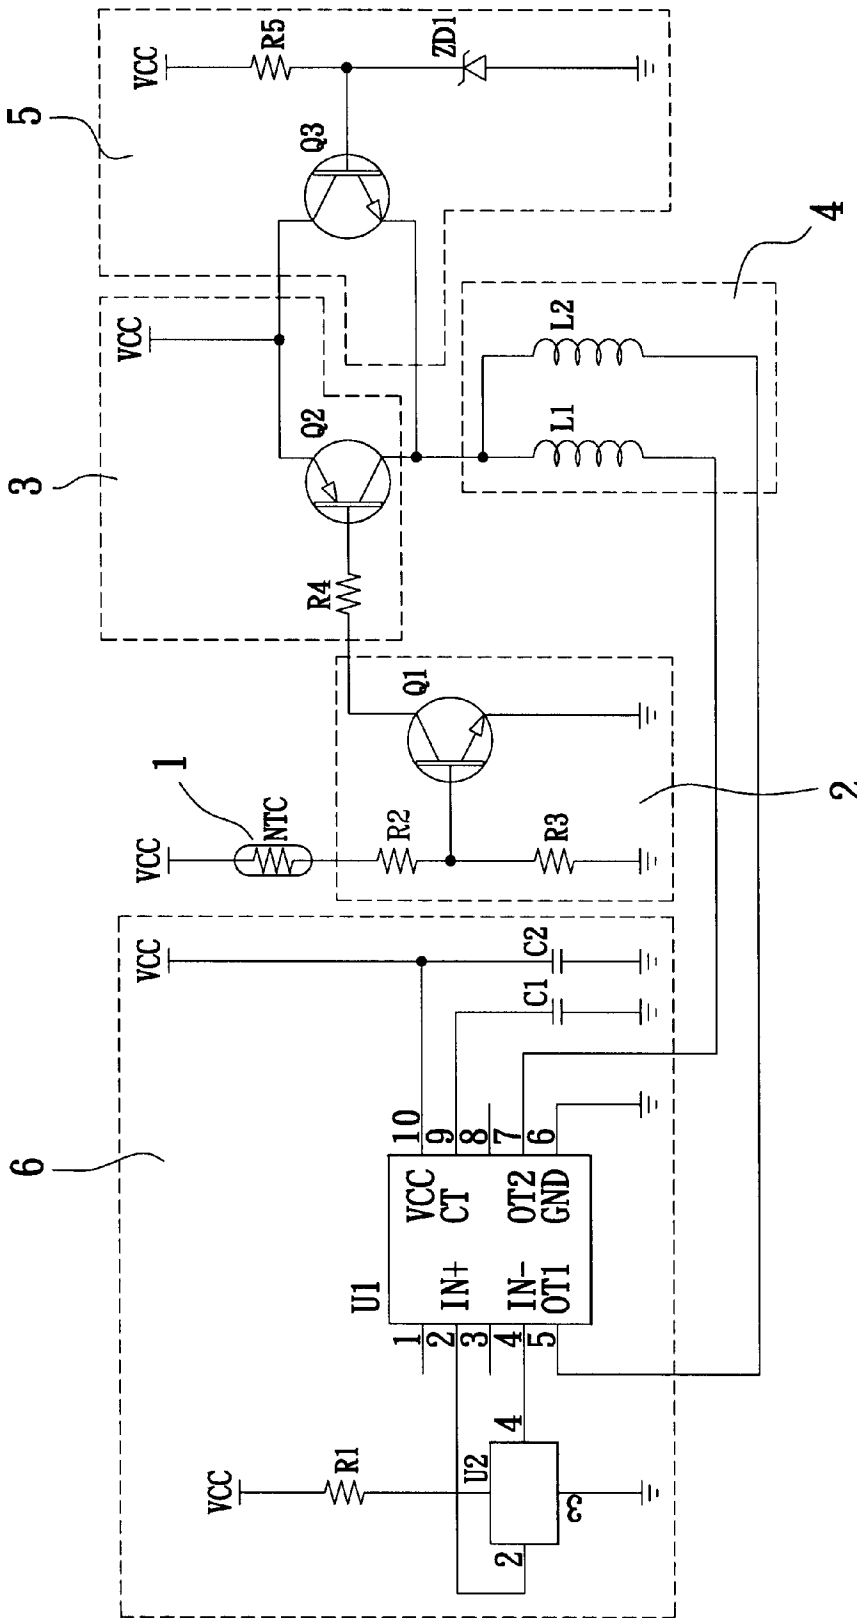 5
VCC
R5
ZD1
Q3
3
VCC
Q2
R4
4
L1
L2
1
VCC
NTC
R2
R3
Q1
2
6
VCC
C2
C1
U1
1
2 IN+
3
4 IN-
5 OT1
VCC 10
CT 9
8
OT2 7
GND 6
VCC
R1
U2
2
3
4